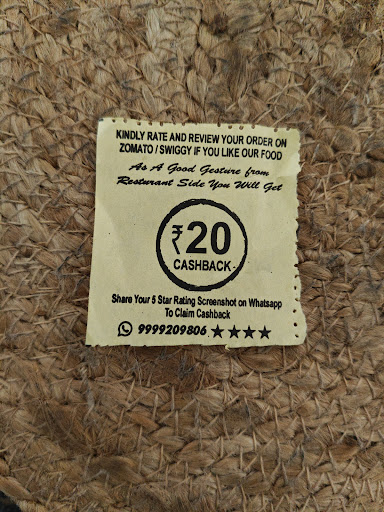 KINDLY RATE AND REVIEW YOUR ORDER ON
ZOMATO / SWIGGY IF YOU LIKE OUR FOOD
As A Good Gesture from
Resturant Side You Will Get
₹20
CASHBACK
Share Your 5 Star Rating Screenshot on Whatsapp
To Claim Cashback
9999209806 ★★★★